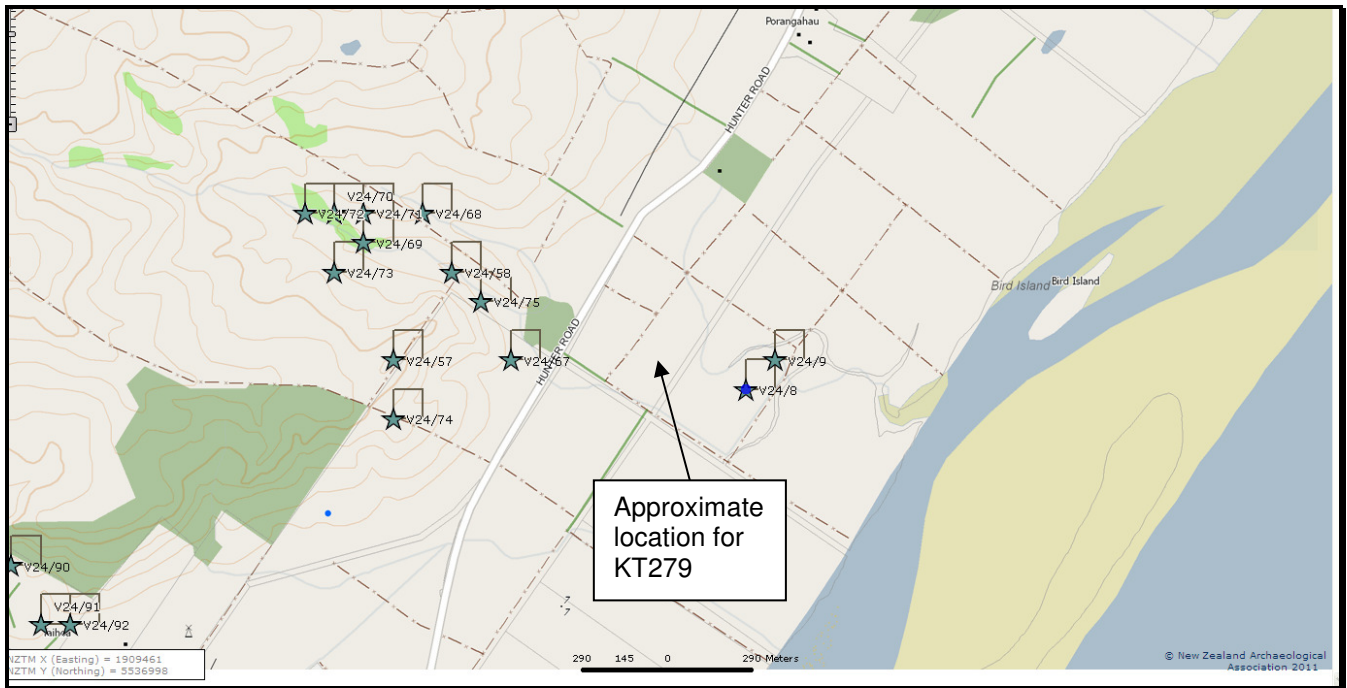 Porangahau
HUNTER ROAD
V24/70
V24/72
V24/71
V24/68
V24/69
V24/73
V24/58
V24/75
Bird Island
Bird Island
V24/57
HUNTER ROAD
V24/67
V24/9
V24/8
V24/74
Approximate
location for
KT279
V24/90
V24/91
V24/92
NZTM X (Easting) = 1909461
NZTM Y (Northing) = 5536998
290 145 0 290 Meters
© New Zealand Archaeological
Association 2011